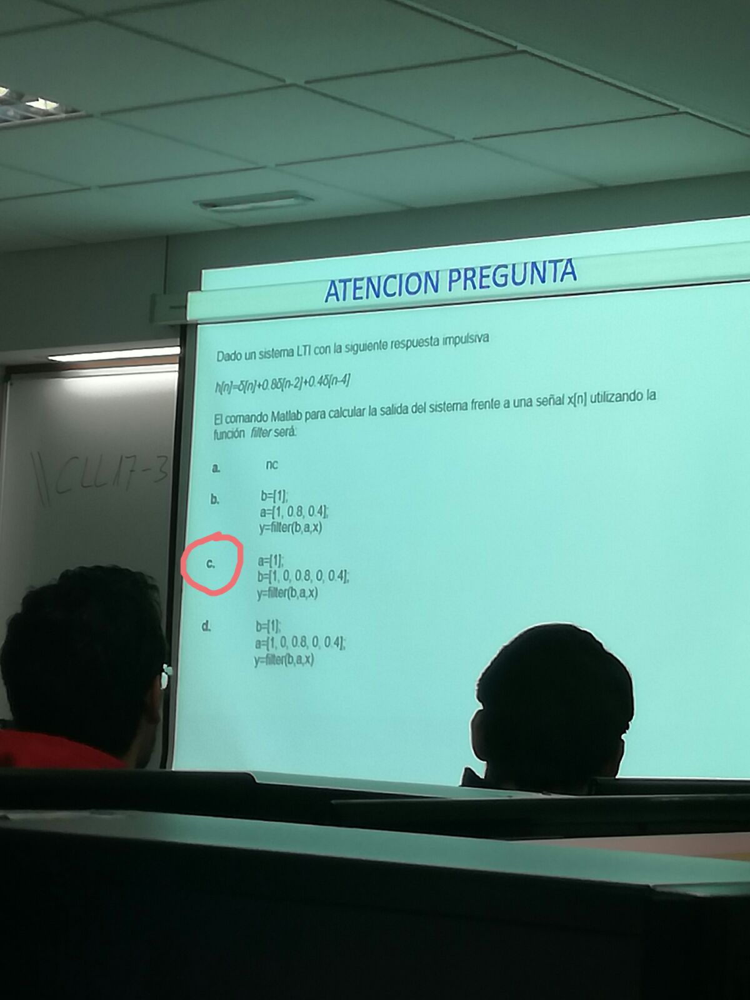 ATENCION PREGUNTA
Dado un sistema LTI con la siguiente respuesta impulsiva
h[n]=δ[n]+0.8δ[n-2]+0.4δ[n-4]
El comando Matlab para calcular la salida del sistema frente a una señal x[n] utilizando la
función filter será:
a. nc
b. b=[1];
a=[1, 0.8, 0.4];
y=filter(b,a,x)
c. a=[1];
b=[1, 0, 0.8, 0, 0.4];
y=filter(b,a,x)
d. b=[1];
a=[1, 0, 0.8, 0, 0.4];
y=filter(b,a,x)
\\CLL17-3